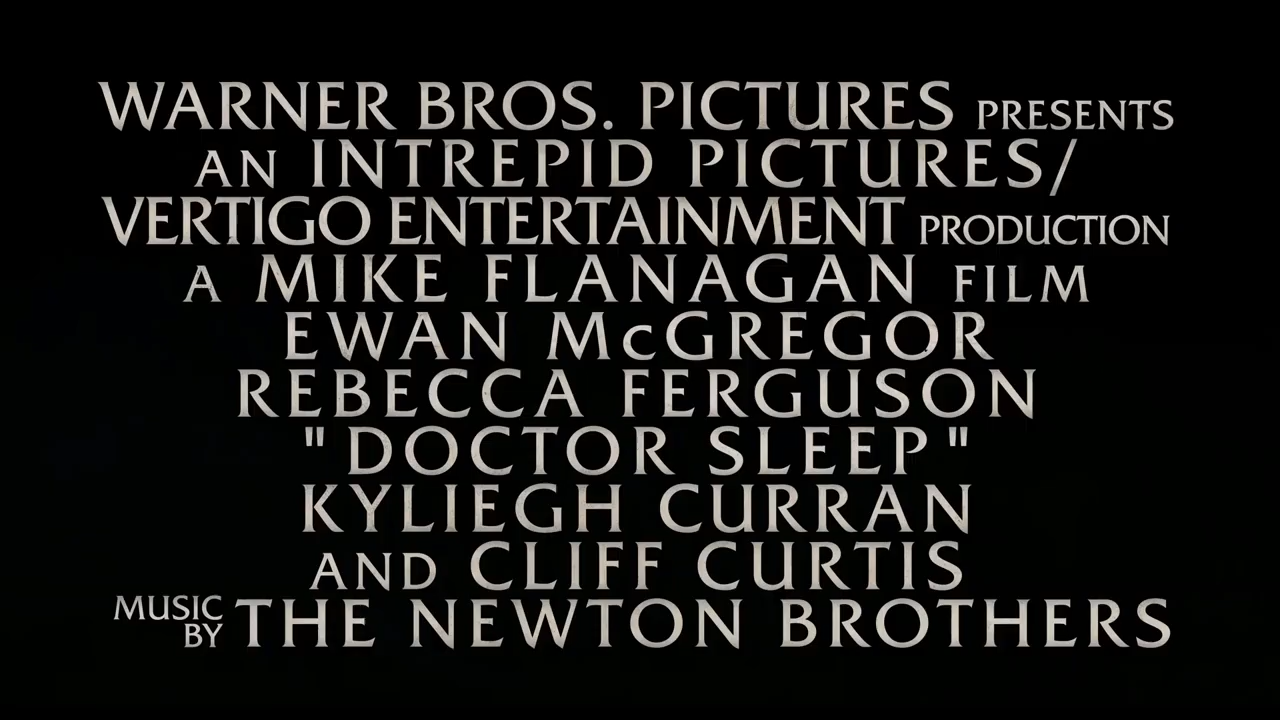 WARNER BROS. PICTURES PRESENTS
AN INTREPID PICTURES/
VERTIGO ENTERTAINMENT PRODUCTION
A MIKE FLANAGAN FILM
EWAN McGREGOR
REBECCA FERGUSON
"DOCTOR SLEEP"
KYLIEGH CURRAN
AND CLIFF CURTIS
MUSIC BY THE NEWTON BROTHERS